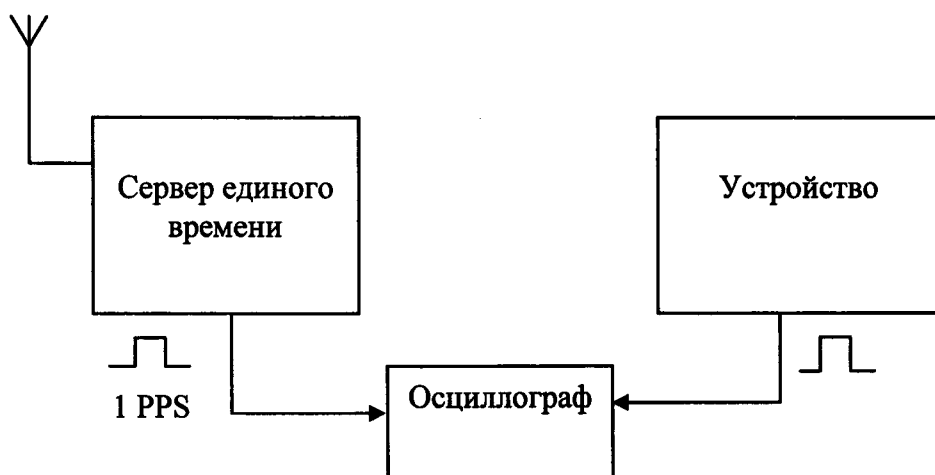 Сервер единого
времени
Устройство
1 PPS
Осциллограф